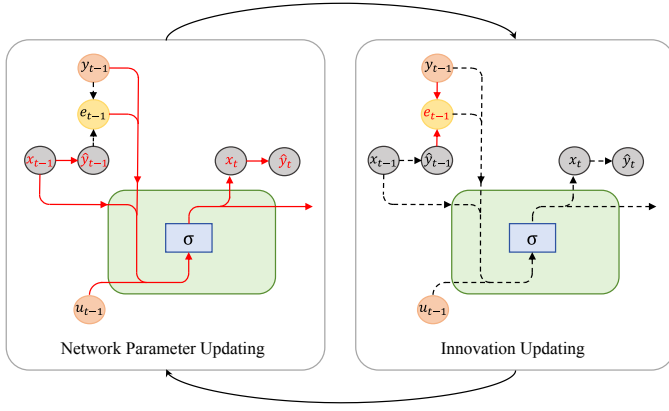 y_{t-1}
e_{t-1}
x_{t-1} ŷ_{t-1} x_t ŷ_t
σ
u_{t-1}
Network Parameter Updating
y_{t-1}
e_{t-1}
x_{t-1} ŷ_{t-1} x_t ŷ_t
σ
u_{t-1}
Innovation Updating